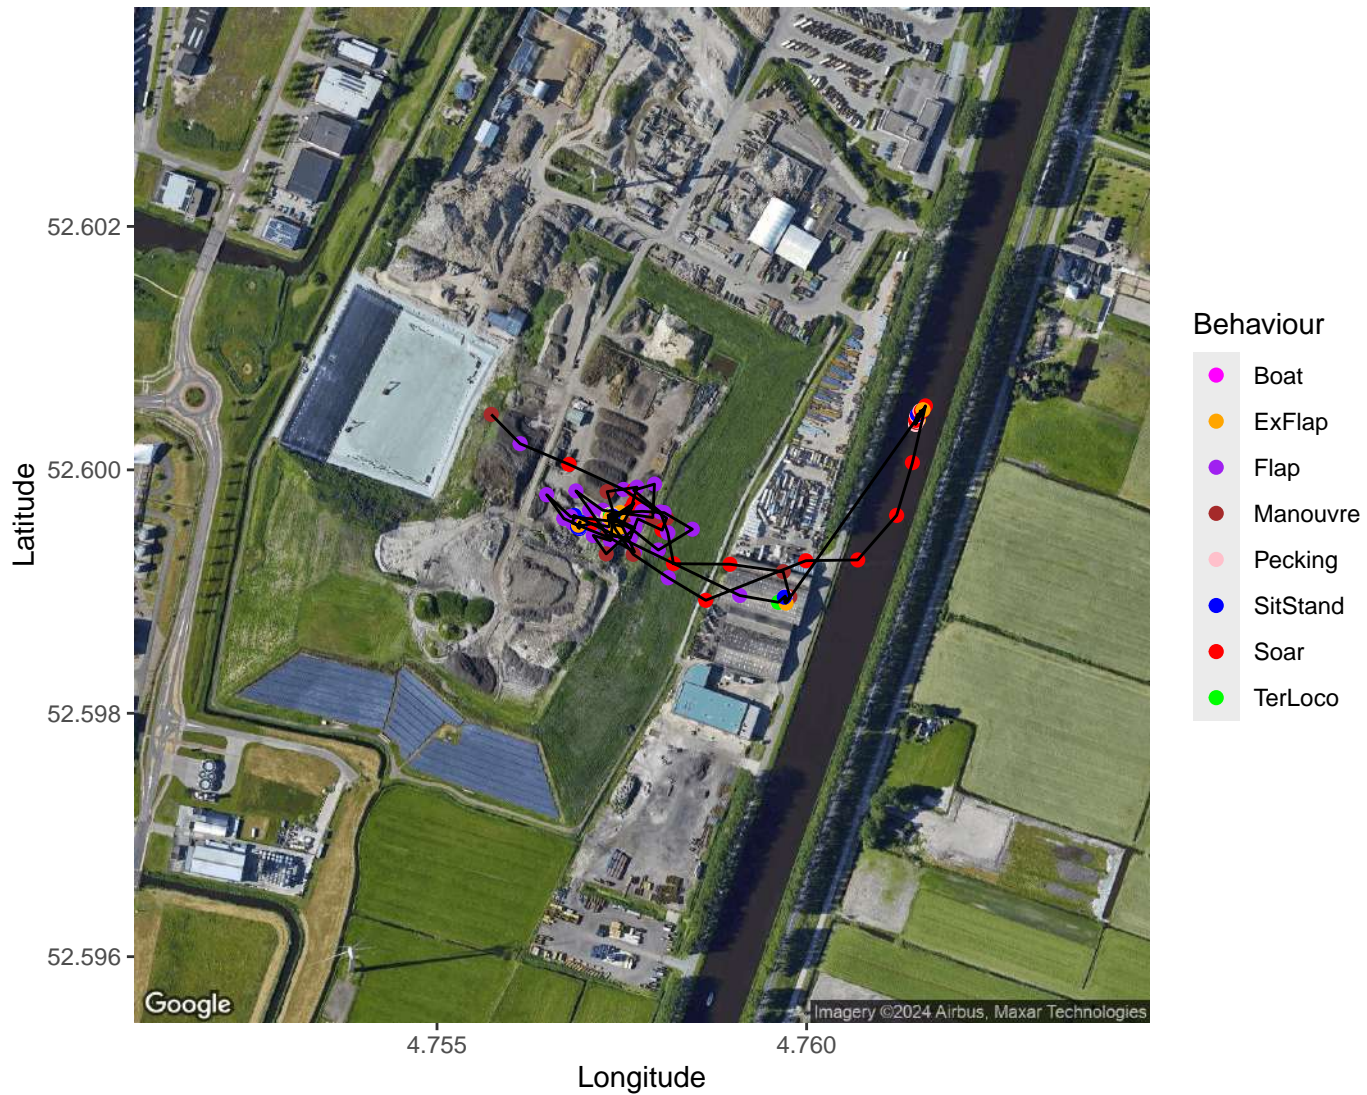 52.602
52.600
52.598
52.596
Latitude
4.755
4.760
Longitude
Google
Imagery ©2024 Airbus, Maxar Technologies
Behaviour
Boat
ExFlap
Flap
Manouvre
Pecking
SitStand
Soar
TerLoco